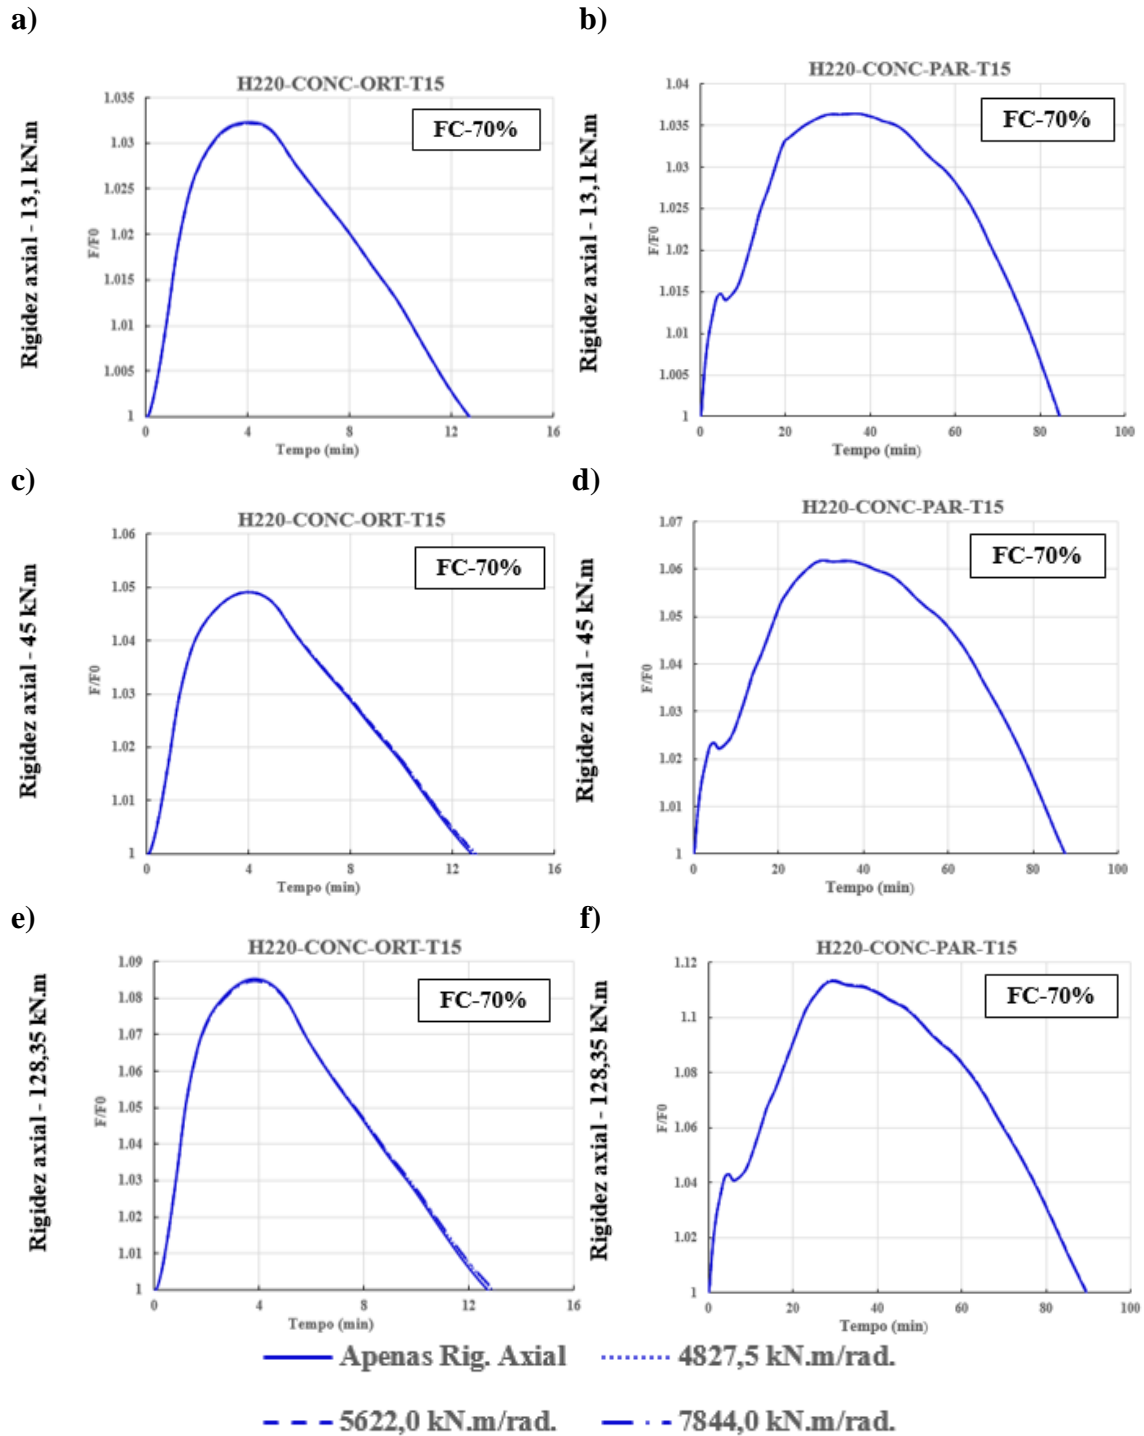 a)
H220-CONC-ORT-T15
FC-70%
Rigidez axial - 13,1 kN.m
F/F0
1.035
1.03
1.025
1.02
1.015
1.01
1.005
1
0 4 8 12 16
Tempo (min)
b)
H220-CONC-PAR-T15
FC-70%
Rigidez axial - 13,1 kN.m
F/F0
1.04
1.035
1.03
1.025
1.02
1.015
1.01
1.005
1
0 20 40 60 80 100
Tempo (min)
c)
H220-CONC-ORT-T15
FC-70%
Rigidez axial - 45 kN.m
F/F0
1.06
1.05
1.04
1.03
1.02
1.01
1
0 4 8 12 16
Tempo (min)
d)
H220-CONC-PAR-T15
FC-70%
Rigidez axial - 45 kN.m
F/F0
1.07
1.06
1.05
1.04
1.03
1.02
1.01
1
0 20 40 60 80 100
Tempo (min)
e)
H220-CONC-ORT-T15
FC-70%
Rigidez axial - 128,35 kN.m
F/F0
1.09
1.08
1.07
1.06
1.05
1.04
1.03
1.02
1.01
1
0 4 8 12 16
Tempo (min)
f)
H220-CONC-PAR-T15
FC-70%
Rigidez axial - 128,35 kN.m
F/F0
1.12
1.1
1.08
1.06
1.04
1.02
1
0 20 40 60 80 100
Tempo (min)
Apenas Rig. Axial
4827,5 kN.m/rad.
5622,0 kN.m/rad.
7844,0 kN.m/rad.